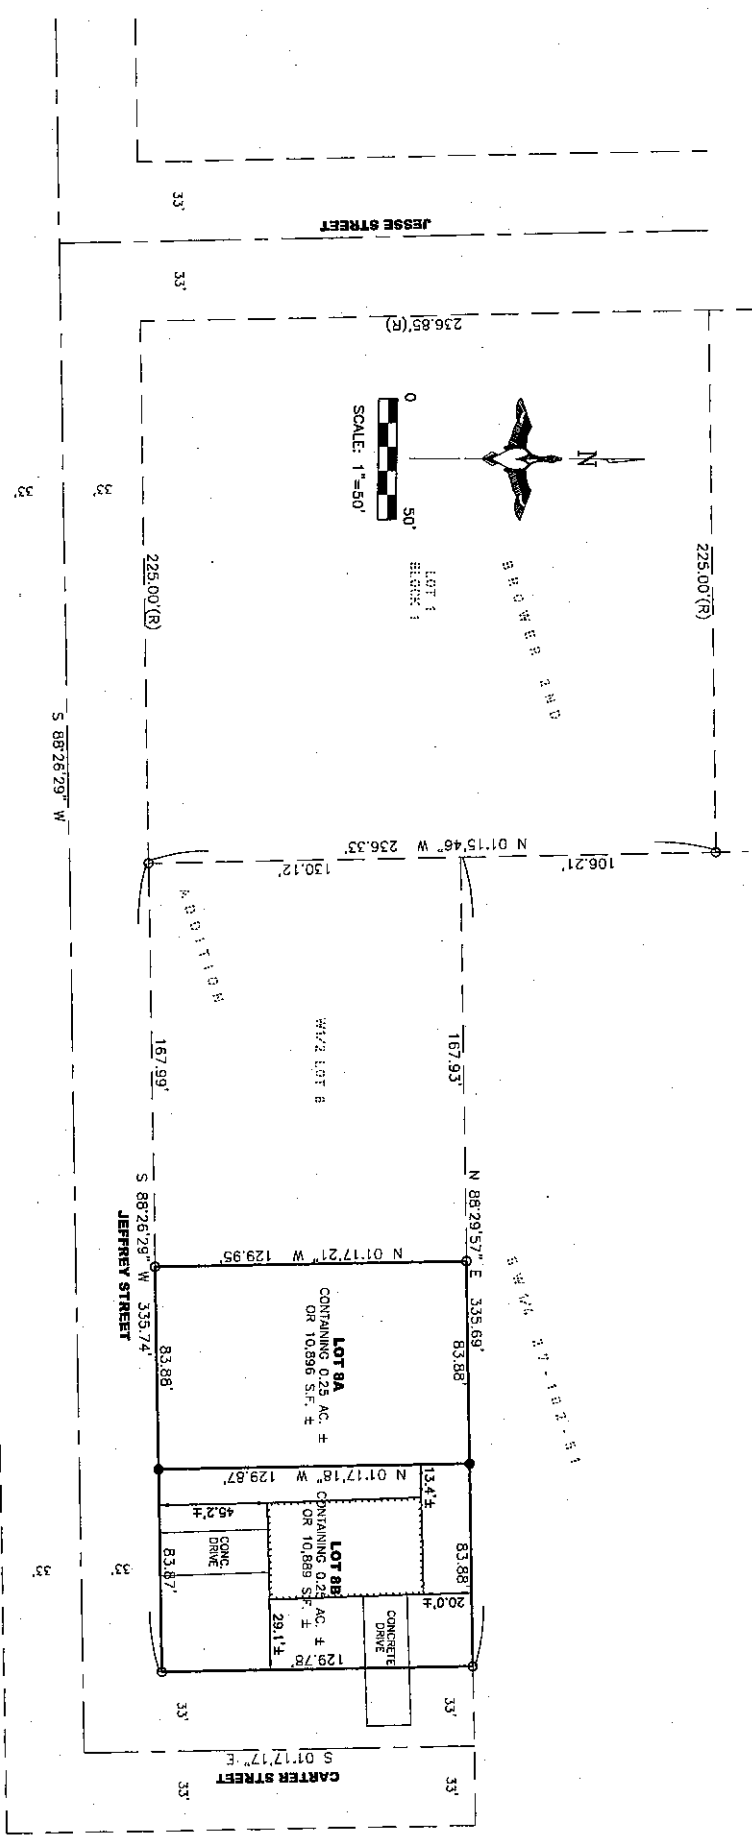 33'
JESSE STREET
33'
236.85'(R)
0
50'
SCALE: 1"=50'
N
33'
33'
225.00'(R)
225.00'(R)
LOT 1
BLOCK 1
BROWER 2ND
S 88°26'29" W
N 01°15'46" W 236.33'
130.12'
106.21'
ADDITION
W1/2 LOT 8
167.99'
167.93'
S 88°26'29" W 335.74'
JEFFREY STREET
N 88°29'57" E 335.69'
SW1/4 27-102-51
N 01°17'21" W 129.95'
LOT 8A
CONTAINING 0.25 AC. ±
OR 10,896 S.F. ±
83.88'
83.88'
N 01°17'18" W 129.87'
13.4'±
45.2'±
LOT 8B
CONTAINING 0.25 AC. ±
OR 10,889 S.F. ±
CONC.
DRIVE
83.87'
83.88'
33'
33'
20.0'±
29.1'±
CONCRETE
DRIVE
129.78'
33'
33'
S 01°17'17" E
CARTER STREET
33'
33'